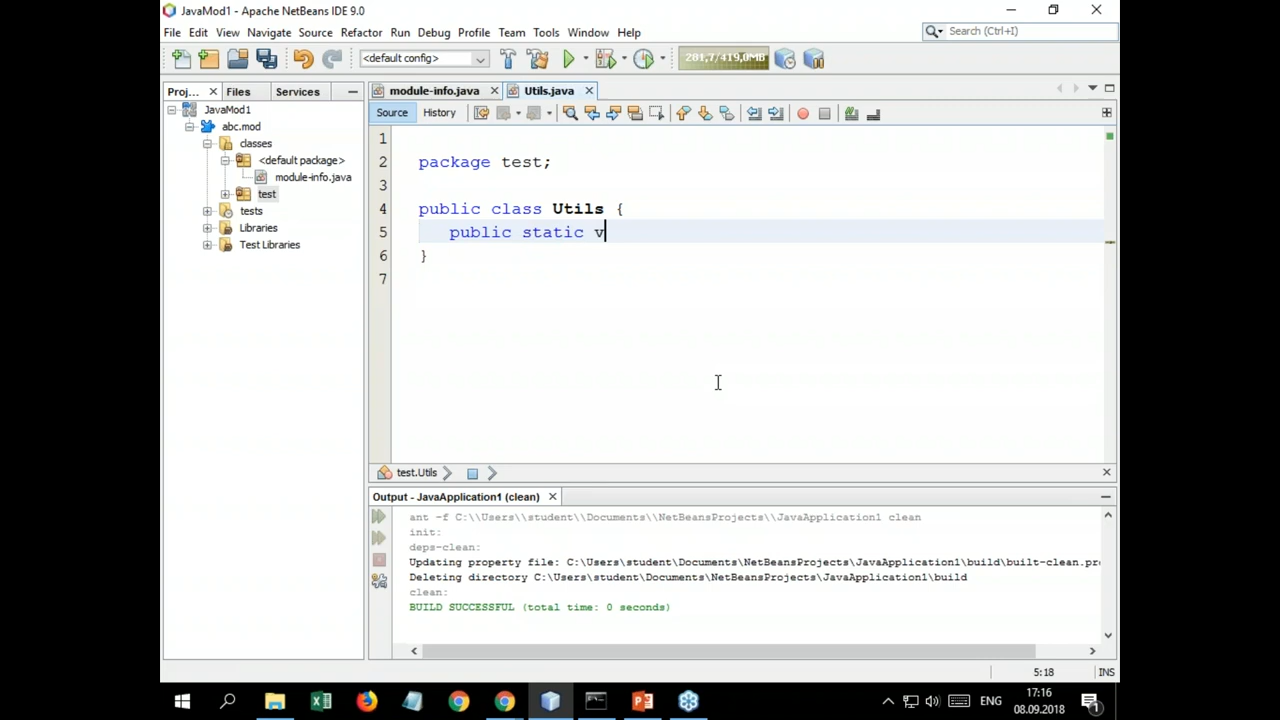 JavaMod1 - Apache NetBeans IDE 9.0
File Edit View Navigate Source Refactor Run Debug Profile Team Tools Window Help
Search (Ctrl+I)
<default config>
281,7/419,0MB
Proj... Files Services
module-info.java Utils.java
Source History
JavaMod1
abc.mod
classes
<default package>
module-info.java
test
tests
Libraries
Test Libraries
1
2 package test;
3
4 public class Utils {
5 public static v
6 }
7
test.Utils
Output - JavaApplication1 (clean)
ant -f C:\\Users\\student\\Documents\\NetBeansProjects\\JavaApplication1 clean
init:
deps-clean:
Updating property file: C:\Users\student\Documents\NetBeansProjects\JavaApplication1\build\built-clean.pr
Deleting directory C:\Users\student\Documents\NetBeansProjects\JavaApplication1\build
clean:
BUILD SUCCESSFUL (total time: 0 seconds)
5:18 INS
ENG
17:16
08.09.2018
1